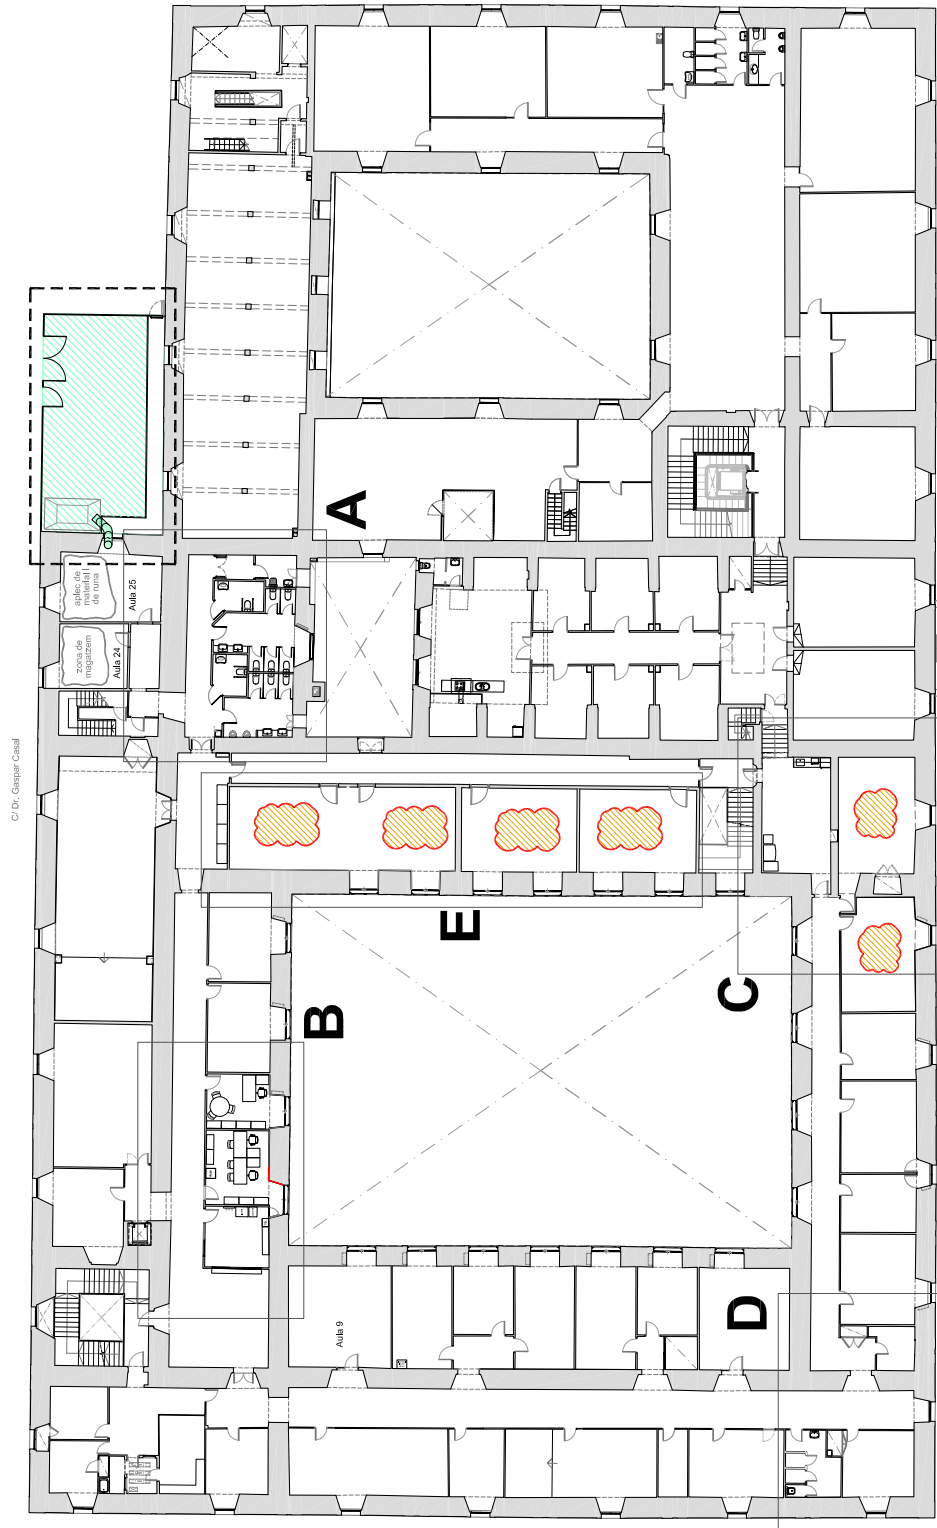 A
aplec de
material I
de runa
Aula 25
zona de
magatzem
Aula 24
C/ Dr. Gaspar Casal
E
C
B
D
Aula 9